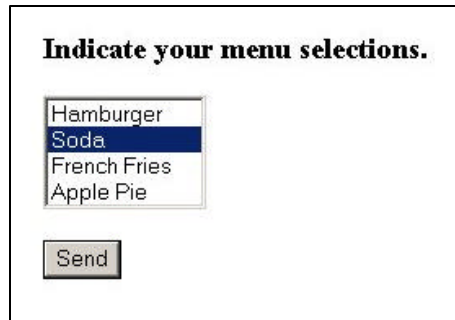 Indicate your menu selections.
Hamburger
Soda
French Fries
Apple Pie
Send